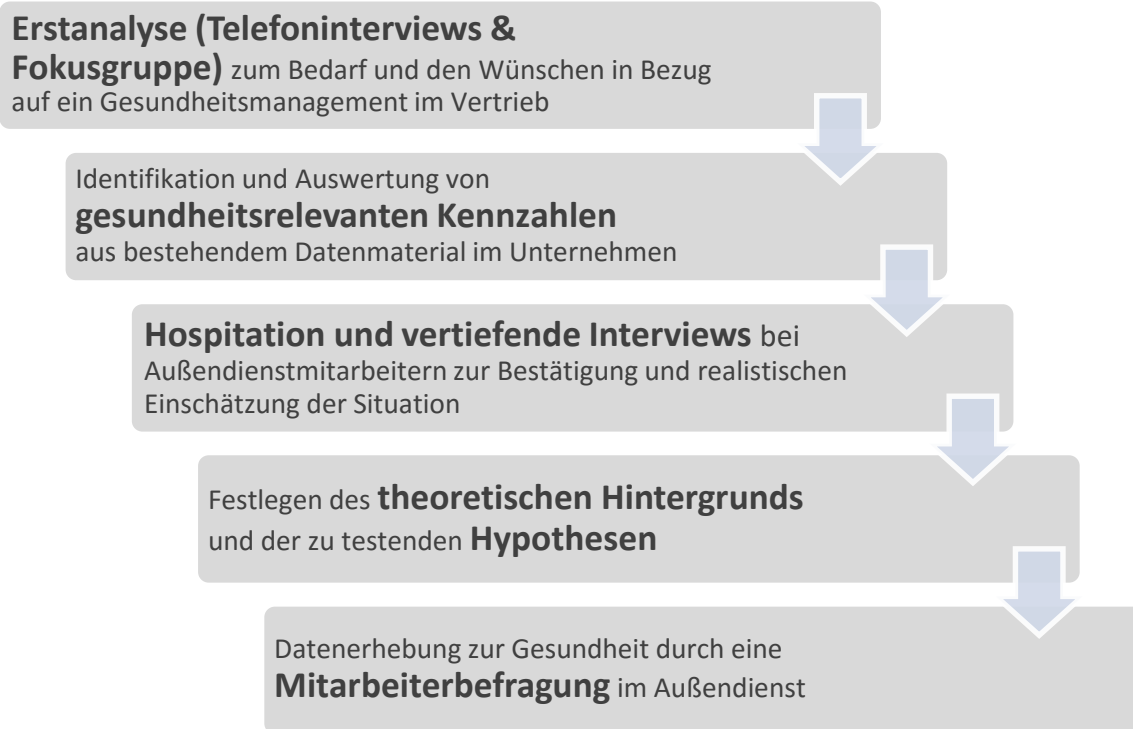 Erstanalyse (Telefoninterviews &
Fokusgruppe) zum Bedarf und den Wünschen in Bezug
auf ein Gesundheitsmanagement im Vertrieb
Identifikation und Auswertung von
gesundheitsrelevanten Kennzahlen
aus bestehendem Datenmaterial im Unternehmen
Hospitation und vertiefende Interviews bei
Außendienstmitarbeitern zur Bestätigung und realistischen
Einschätzung der Situation
Festlegen des theoretischen Hintergrunds
und der zu testenden Hypothesen
Datenerhebung zur Gesundheit durch eine
Mitarbeiterbefragung im Außendienst